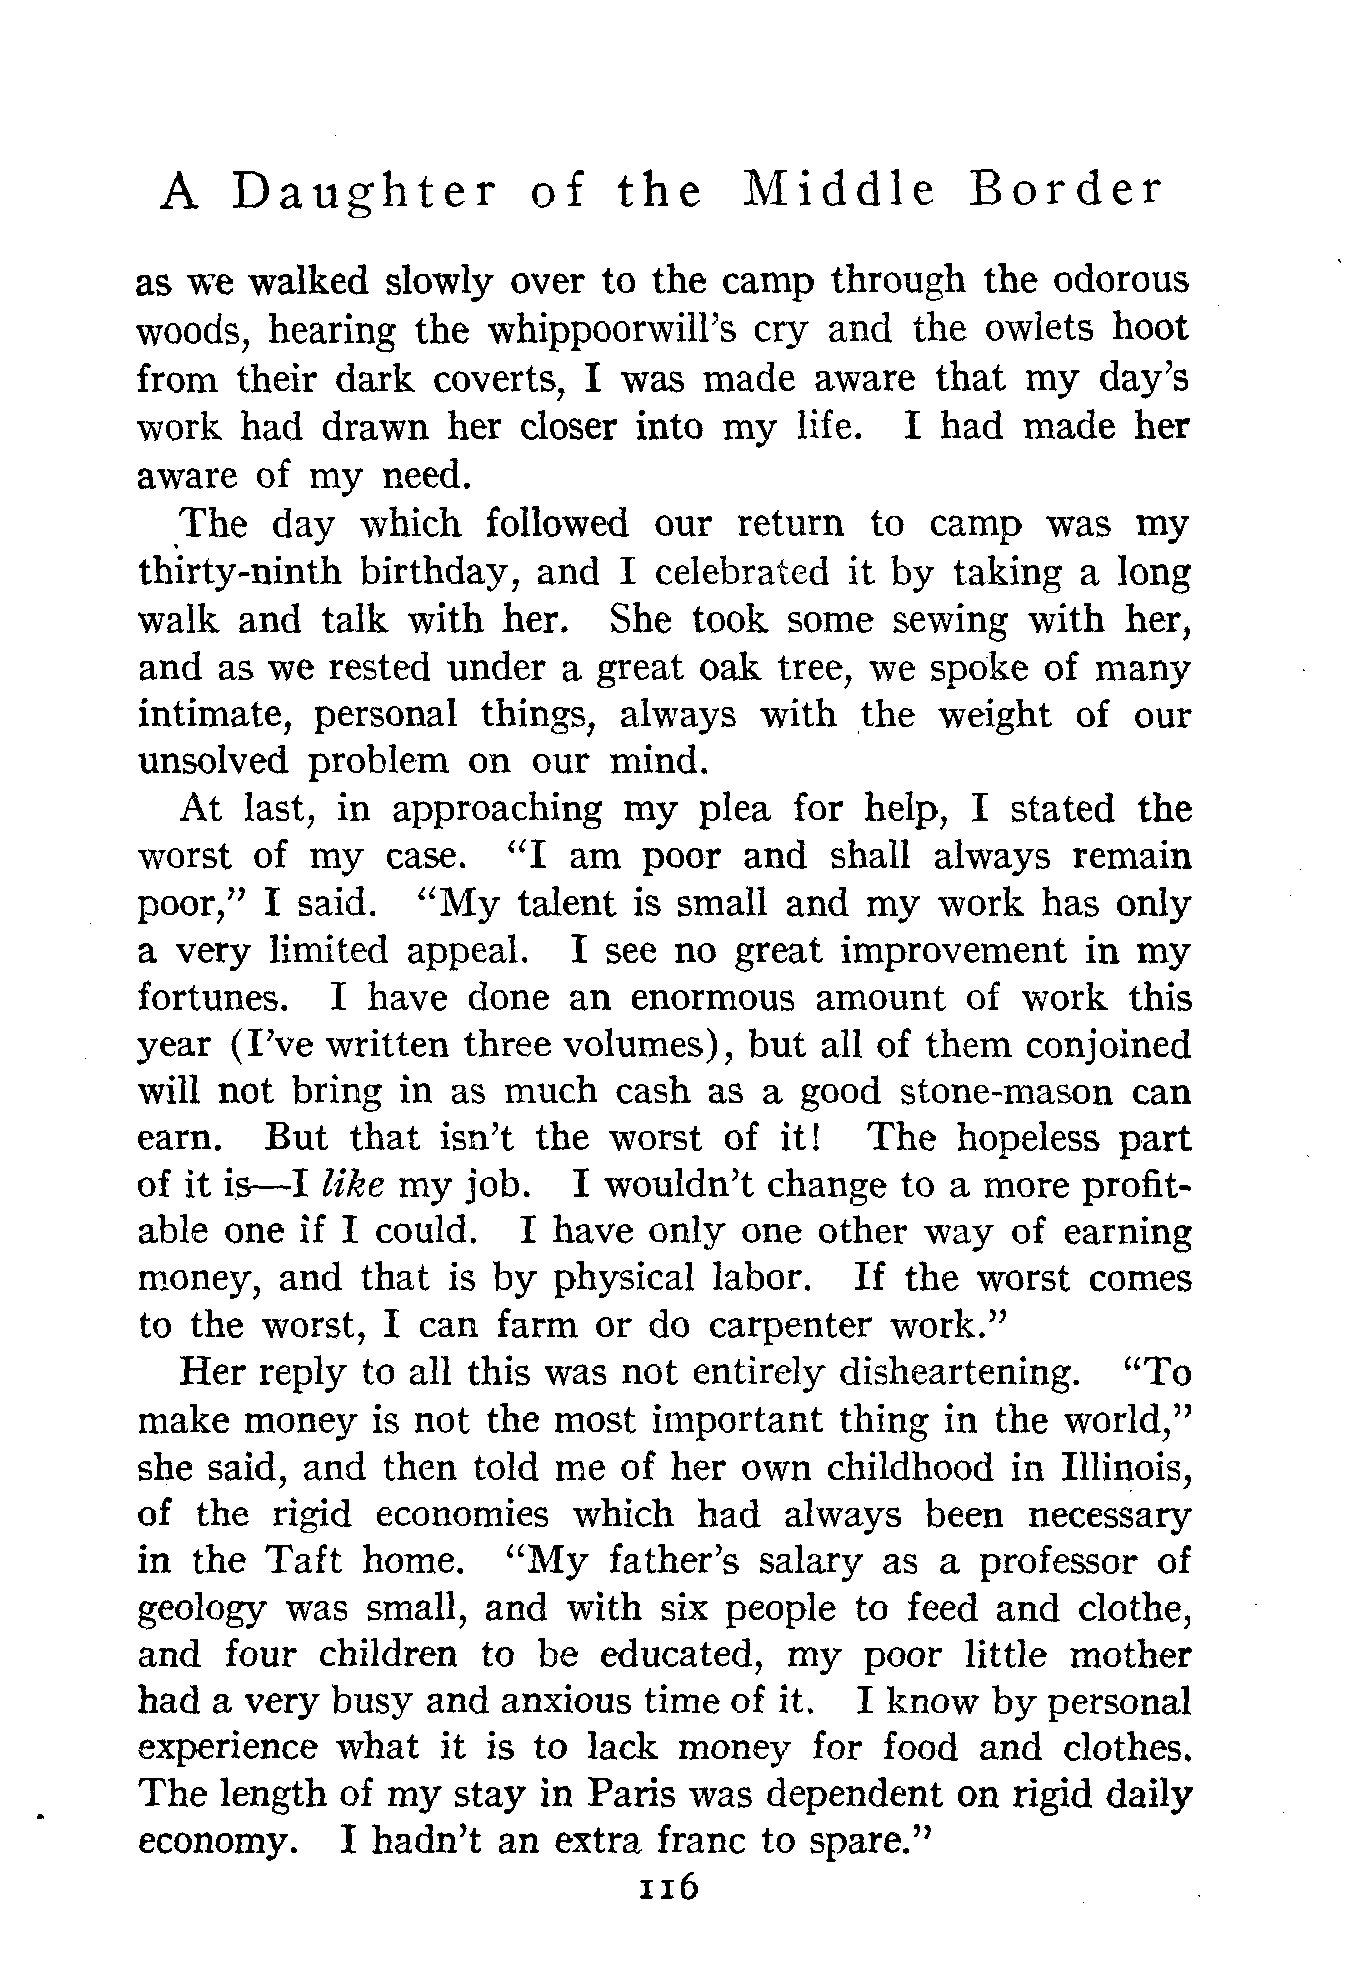 A Daughter of the Middle Border
as we walked slowly over to the camp through the odorous
woods, hearing the whippoorwill's cry and the owlets hoot
from their dark coverts, I was made aware that my day's
work had drawn her closer into my life. I had made her
aware of my need.
The day which followed our return to camp was my
thirty-ninth birthday, and I celebrated it by taking a long
walk and talk with her. She took some sewing with her,
and as we rested under a great oak tree, we spoke of many
intimate, personal things, always with the weight of our
unsolved problem on our mind.
At last, in approaching my plea for help, I stated the
worst of my case. "I am poor and shall always remain
poor," I said. "My talent is small and my work has only
a very limited appeal. I see no great improvement in my
fortunes. I have done an enormous amount of work this
year (I've written three volumes), but all of them conjoined
will not bring in as much cash as a good stone-mason can
earn. But that isn't the worst of it! The hopeless part
of it is—I like my job. I wouldn't change to a more profit-
able one if I could. I have only one other way of earning
money, and that is by physical labor. If the worst comes
to the worst, I can farm or do carpenter work."
Her reply to all this was not entirely disheartening. "To
make money is not the most important thing in the world,"
she said, and then told me of her own childhood in Illinois,
of the rigid economies which had always been necessary
in the Taft home. "My father's salary as a professor of
geology was small, and with six people to feed and clothe,
and four children to be educated, my poor little mother
had a very busy and anxious time of it. I know by personal
experience what it is to lack money for food and clothes.
The length of my stay in Paris was dependent on rigid daily
economy. I hadn't an extra franc to spare."
116